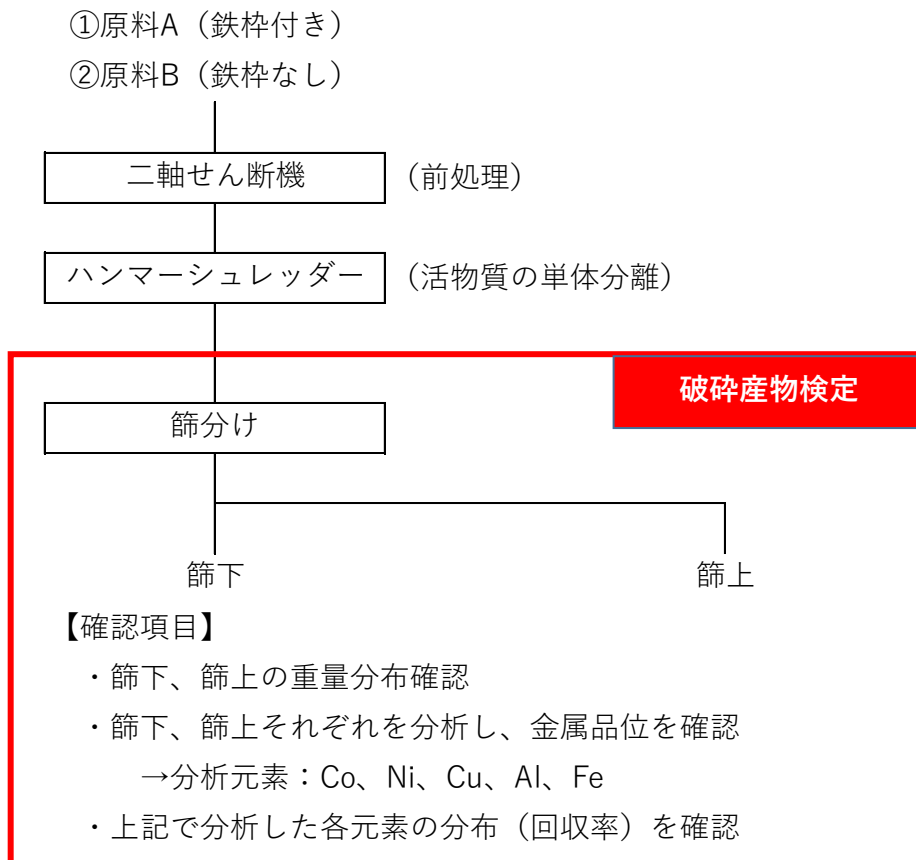 ①原料A（鉄枠付き）
②原料B（鉄枠なし）
二軸せん断機 （前処理）
ハンマーシュレッダー （活物質の単体分離）
破砕産物検定
篩分け
篩下 篩上
【確認項目】
・篩下、篩上の重量分布確認
・篩下、篩上それぞれを分析し、金属品位を確認
→分析元素：Co、Ni、Cu、Al、Fe
・上記で分析した各元素の分布（回収率）を確認